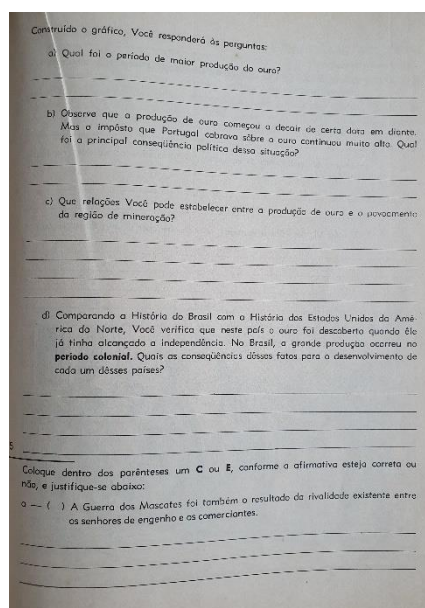 Construído o gráfico, Você responderá às perguntas:
a) Qual foi o período de maior produção do ouro?
b) Observe que a produção de ouro começou a decair de certa data em diante.
Mas o impôsto que Portugal cobrava sôbre o ouro continuou muito alto. Qual
foi a principal conseqüência política dessa situação?
c) Que relações Você pode estabelecer entre a produção de ouro e o povoamento
da região de mineração?
d) Comparando a História do Brasil com a História dos Estados Unidos da Amé-
rica do Norte, Você verifica que neste país o ouro foi descoberto quando êle
já tinha alcançado a independência. No Brasil, a grande produção ocorreu no
período colonial. Quais as conseqüências dêsses fatos para o desenvolvimento de
cada um dêsses países?
5
Coloque dentro dos parênteses um C ou E, conforme a afirmativa esteja correta ou
não, e justifique-se abaixo:
a — ( ) A Guerra dos Mascates foi também o resultado da rivalidade existente entre
os senhores de engenho e os comerciantes.